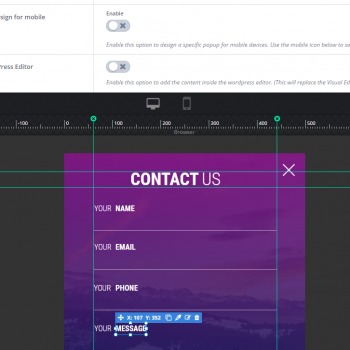 esign for mobile
Enable
Enable this option to design a specific popup for mobile devices. Use the mobile icon below to se
Press Editor
Enable this option to add the content inside the wordpress editor. (This will replace the Visual Ed
-100 0 100 200 300 400 500
Browser
CONTACT US
YOUR NAME
YOUR EMAIL
YOUR PHONE
X: 107 Y: 352
YOUR MESSAGE